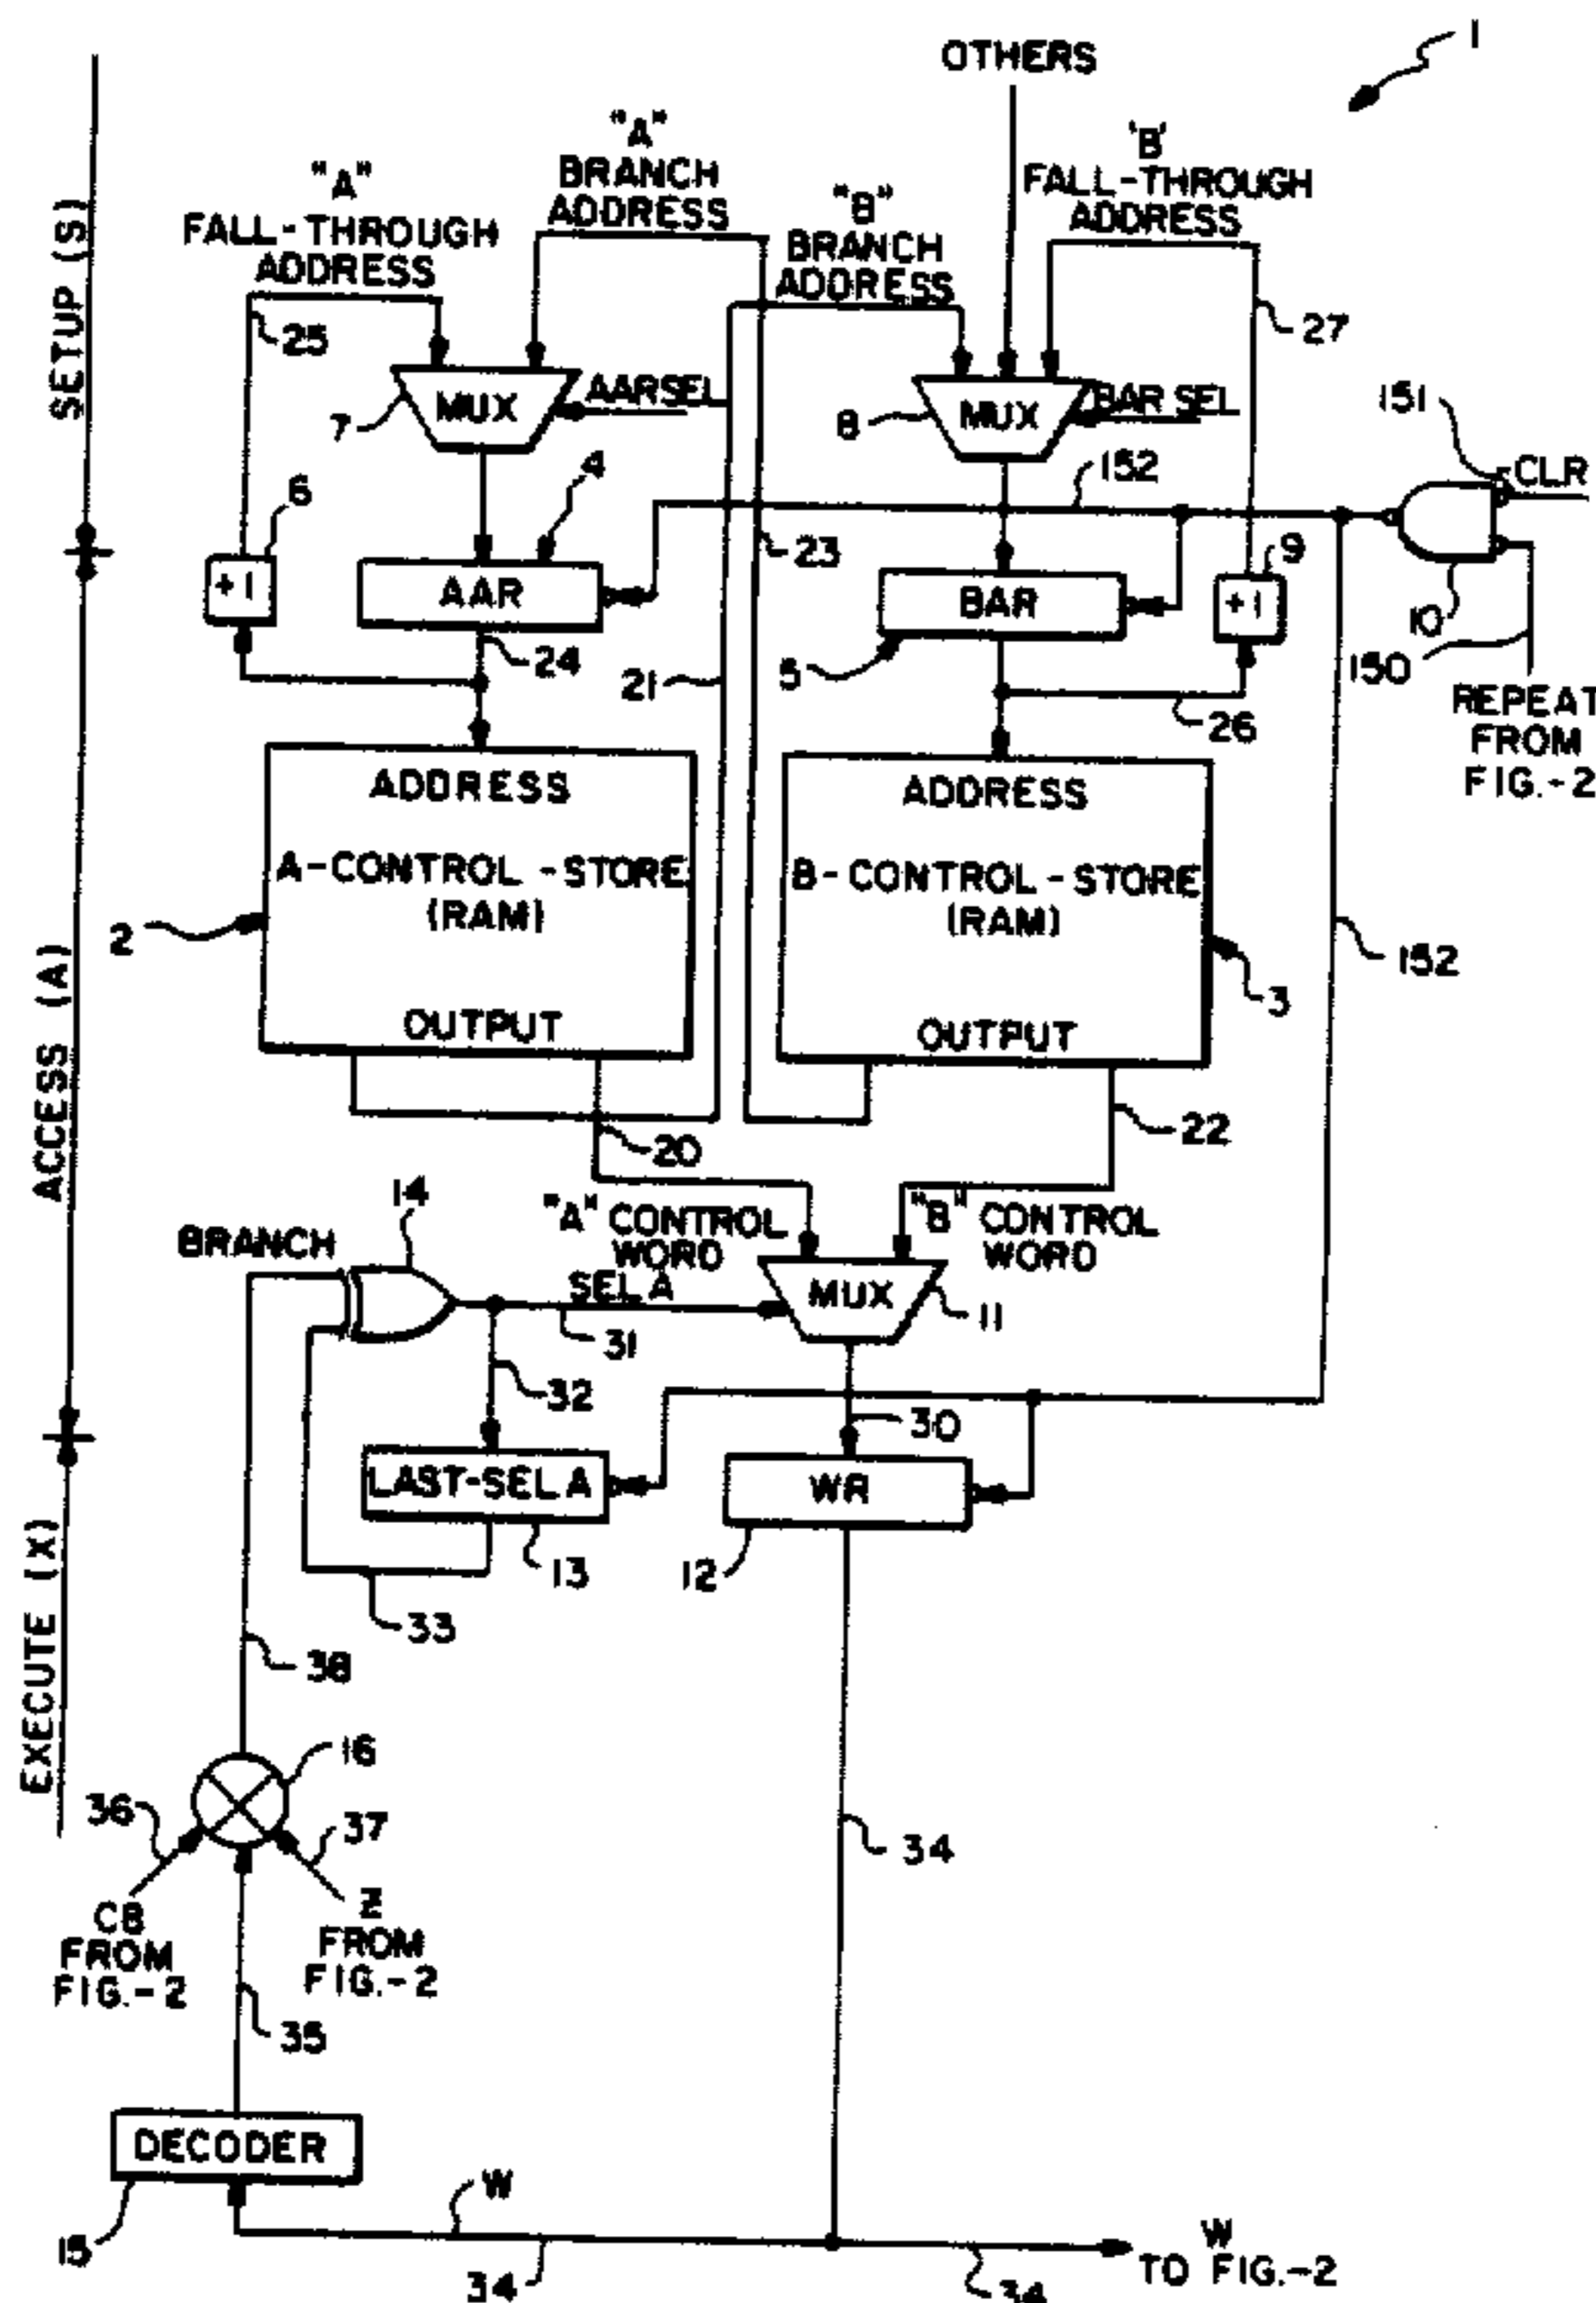 1
OTHERS
"A"
BRANCH
ADDRESS
'B'
FALL-THROUGH
ADDRESS
"A"
FALL-THROUGH
ADDRESS
"B"
BRANCH
ADDRESS
SETUP (S)
25
27
MUX
AARSEL
7
MUX
BAR SEL
8
151
CLR
4
152
6
+1
AAR
23
BAR
9
+1
10
24
21
5
26
150
REPEAT
FROM
FIG.-2
ADDRESS
A-CONTROL-STORE
(RAM)
OUTPUT
2
ADDRESS
B-CONTROL-STORE
(RAM)
OUTPUT
3
152
ACCESS (A)
20
22
14
BRANCH
"A" CONTROL
WORD
"B" CONTROL
WORD
SEL A
MUX
11
31
32
30
LAST-SEL A
WR
13
12
33
EXECUTE (X)
38
16
36
37
34
CB
FROM
FIG.-2
Z
FROM
FIG.-2
35
DECODER
15
W
34
34
W
TO FIG.-2